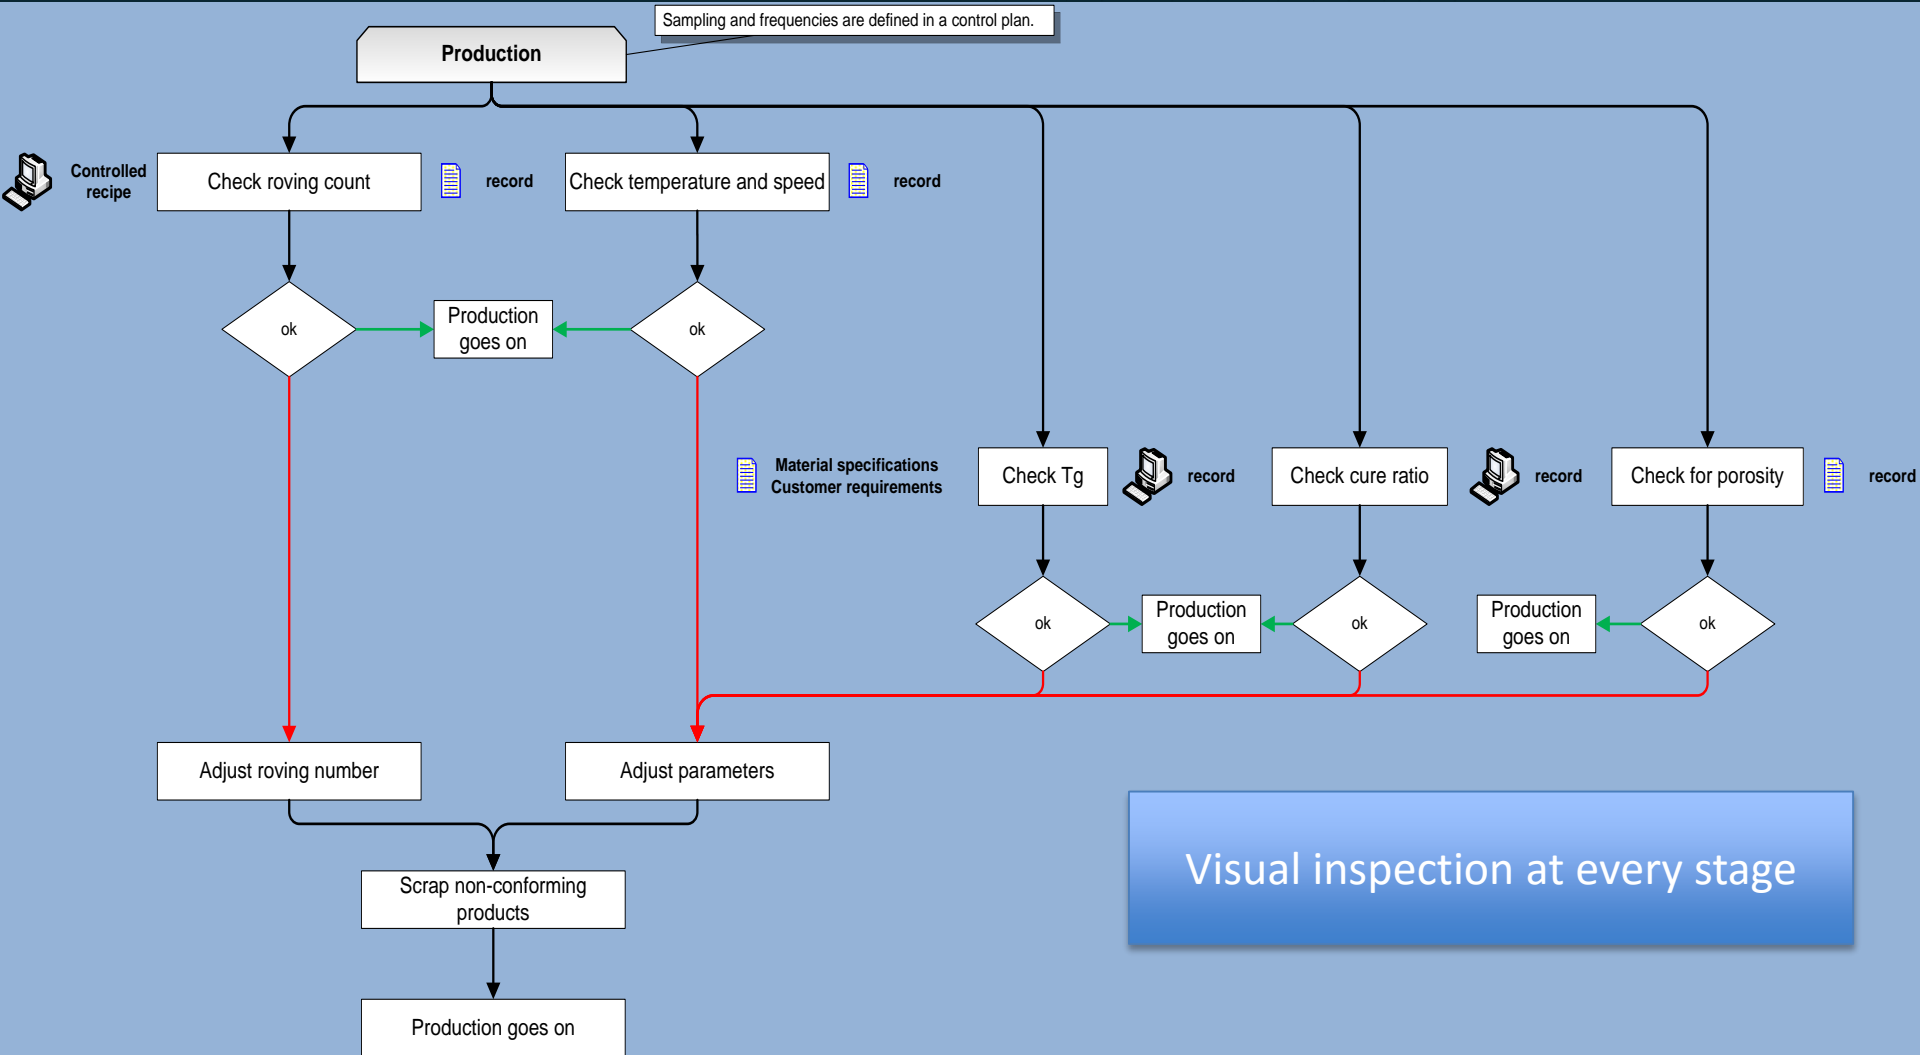 Sampling and frequencies are defined in a control plan.
Production
Controlled
recipe
Check roving count
record
Check temperature and speed
record
ok
Production
goes on
ok
Material specifications
Customer requirements
Check Tg
record
Check cure ratio
record
Check for porosity
record
ok
Production
goes on
ok
Production
goes on
ok
Adjust roving number
Adjust parameters
Visual inspection at every stage
Scrap non-conforming
products
Production goes on